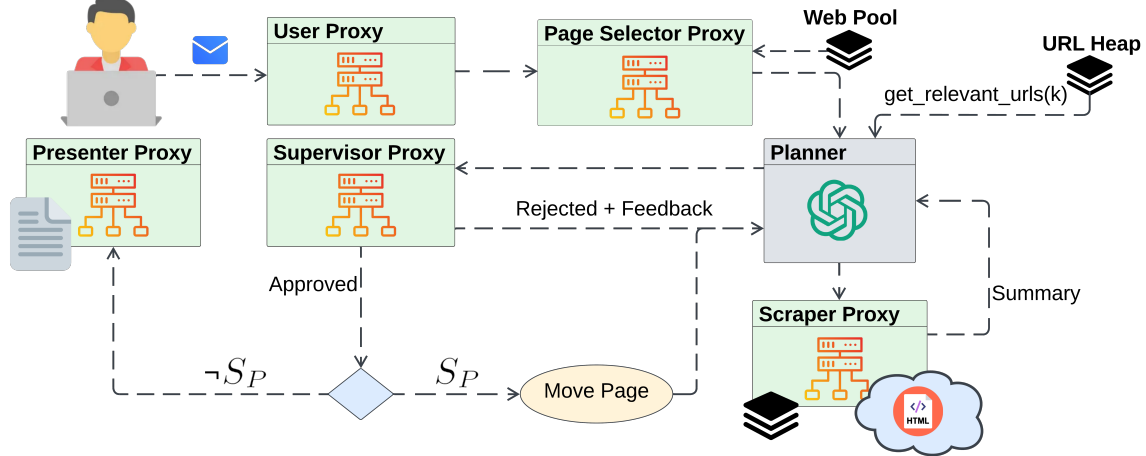 Web Pool
User Proxy
Page Selector Proxy
URL Heap
get_relevant_urls(k)
Presenter Proxy
Supervisor Proxy
Planner
Rejected + Feedback
Approved
Summary
Scraper Proxy
¬S_P
S_P
Move Page
</> HTML